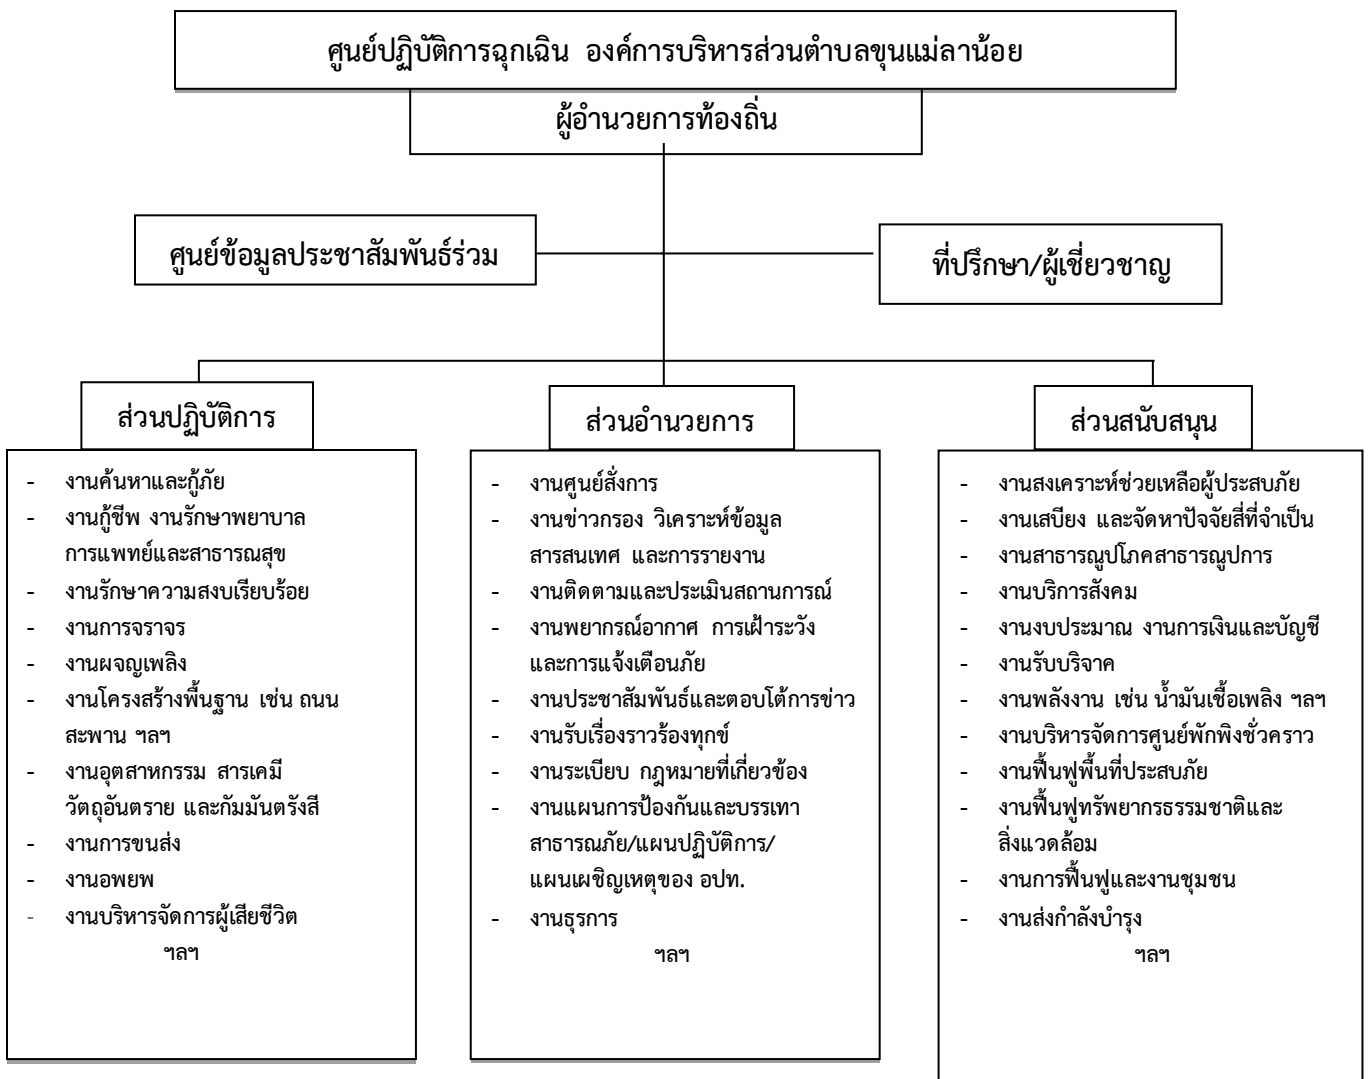 ศูนย์ปฏิบัติการฉุกเฉิน องค์การบริหารส่วนตำบลขุนแม่ลาน้อย
ผู้อำนวยการท้องถิ่น
ศูนย์ข้อมูลประชาสัมพันธ์ร่วม
ที่ปรึกษา/ผู้เชี่ยวชาญ
ส่วนปฏิบัติการ
- งานค้นหาและกู้ภัย
- งานกู้ชีพ งานรักษาพยาบาล
การแพทย์และสาธารณสุข
- งานรักษาความสงบเรียบร้อย
- งานการจราจร
- งานผจญเพลิง
- งานโครงสร้างพื้นฐาน เช่น ถนน
สะพาน ฯลฯ
- งานอุตสาหกรรม สารเคมี
วัตถุอันตราย และกัมมันตรังสี
- งานการขนส่ง
- งานอพยพ
- งานบริหารจัดการผู้เสียชีวิต
ฯลฯ
ส่วนอำนวยการ
- งานศูนย์สั่งการ
- งานข่าวกรอง วิเคราะห์ข้อมูล
สารสนเทศ และการรายงาน
- งานติดตามและประเมินสถานการณ์
- งานพยากรณ์อากาศ การเฝ้าระวัง
และการแจ้งเตือนภัย
- งานประชาสัมพันธ์และตอบโต้การข่าว
- งานรับเรื่องราวร้องทุกข์
- งานระเบียบ กฎหมายที่เกี่ยวข้อง
- งานแผนการป้องกันและบรรเทา
สาธารณภัย/แผนปฏิบัติการ/
แผนเผชิญเหตุของ อปท.
- งานธุรการ
ฯลฯ
ส่วนสนับสนุน
- งานสงเคราะห์ช่วยเหลือผู้ประสบภัย
- งานเสบียง และจัดหาปัจจัยสี่ที่จำเป็น
- งานสาธารณูปโภคสาธารณูปการ
- งานบริการสังคม
- งานงบประมาณ งานการเงินและบัญชี
- งานรับบริจาค
- งานพลังงาน เช่น น้ำมันเชื้อเพลิง ฯลฯ
- งานบริหารจัดการศูนย์พักพิงชั่วคราว
- งานฟื้นฟูพื้นที่ประสบภัย
- งานฟื้นฟูทรัพยากรธรรมชาติและ
สิ่งแวดล้อม
- งานการฟื้นฟูและงานชุมชน
- งานส่งกำลังบำรุง
ฯลฯ